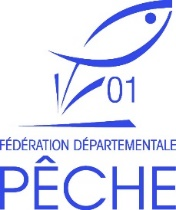 01
FÉDÉRATION DÉPARTEMENTALE
PÊCHE